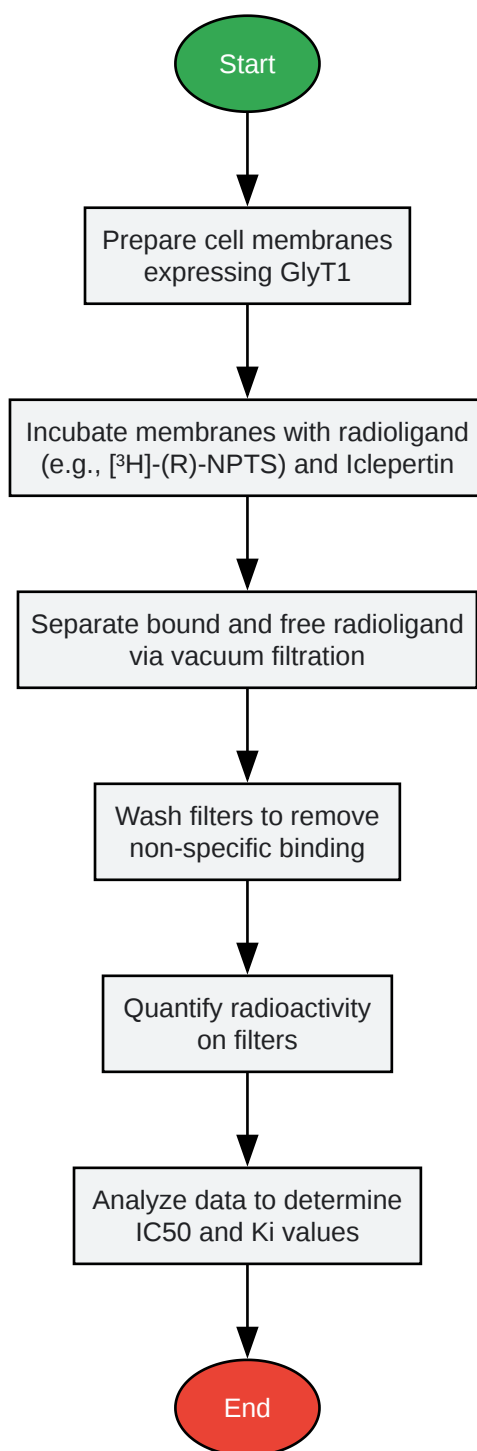 Start
Prepare cell membranes
expressing GlyT1
Incubate membranes with radioligand
(e.g., [³H]-(R)-NPTS) and Iclepertin
Separate bound and free radioligand
via vacuum filtration
Wash filters to remove
non-specific binding
Quantify radioactivity
on filters
Analyze data to determine
IC50 and Ki values
End